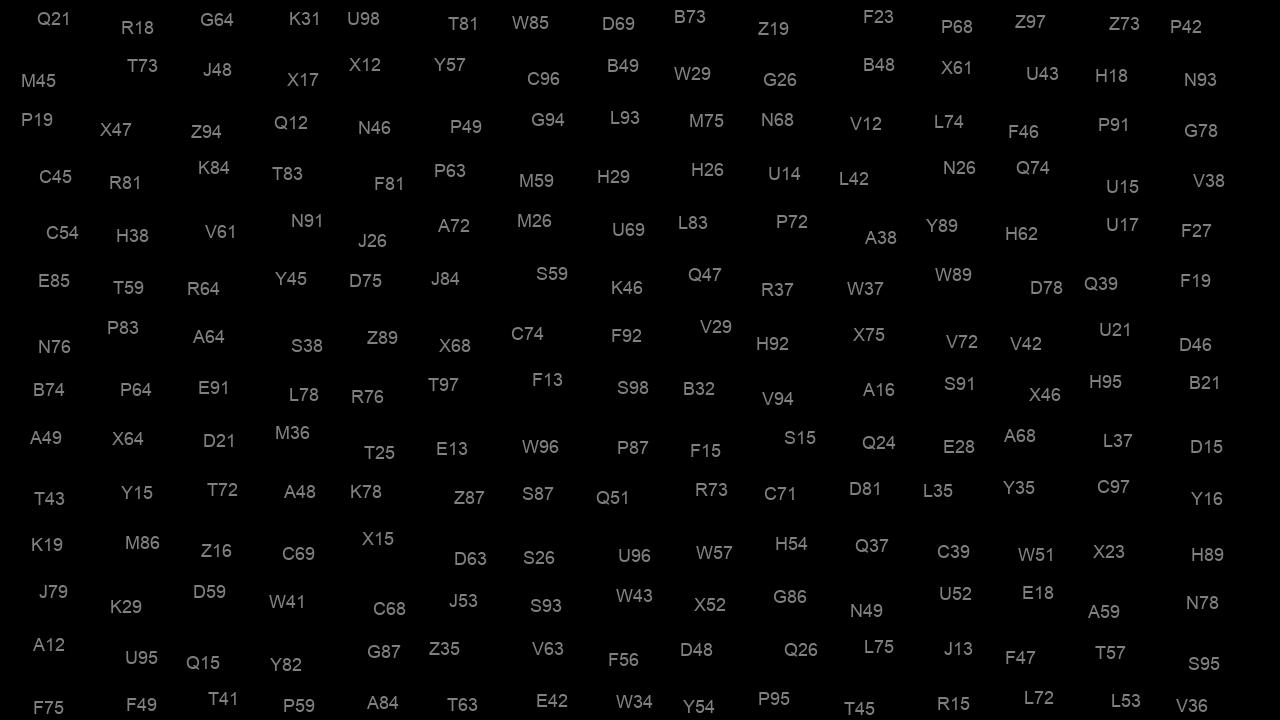 Q21 R18 G64 K31 U98 T81 W85 D69 B73 Z19 F23 P68 Z97 Z73 P42
M45 T73 J48 X17 X12 Y57 C96 B49 W29 G26 B48 X61 U43 H18 N93
P19 X47 Z94 Q12 N46 P49 G94 L93 M75 N68 V12 L74 F46 P91 G78
C45 R81 K84 T83 F81 P63 M59 H29 H26 U14 L42 N26 Q74 U15 V38
C54 H38 V61 N91 J26 A72 M26 U69 L83 P72 A38 Y89 H62 U17 F27
E85 T59 R64 Y45 D75 J84 S59 K46 Q47 R37 W37 W89 D78 Q39 F19
N76 P83 A64 S38 Z89 X68 C74 F92 V29 H92 X75 V72 V42 U21 D46
B74 P64 E91 L78 R76 T97 F13 S98 B32 V94 A16 S91 X46 H95 B21
A49 X64 D21 M36 T25 E13 W96 P87 F15 S15 Q24 E28 A68 L37 D15
T43 Y15 T72 A48 K78 Z87 S87 Q51 R73 C71 D81 L35 Y35 C97 Y16
K19 M86 Z16 C69 X15 D63 S26 U96 W57 H54 Q37 C39 W51 X23 H89
J79 K29 D59 W41 C68 J53 S93 W43 X52 G86 N49 U52 E18 A59 N78
A12 U95 Q15 Y82 G87 Z35 V63 F56 D48 Q26 L75 J13 F47 T57 S95
F75 F49 T41 P59 A84 T63 E42 W34 Y54 P95 T45 R15 L72 L53 V36